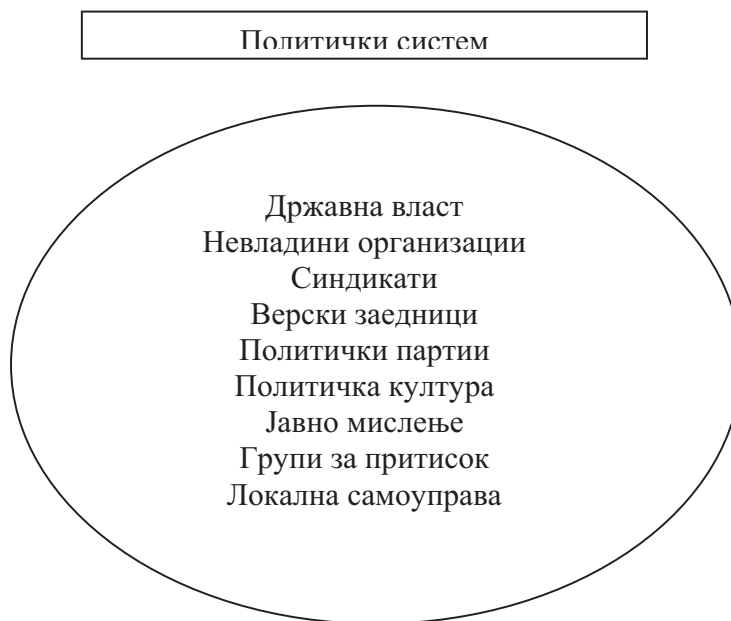 Политички систем
Државна власт
Невладини организации
Синдикати
Верски заедници
Политички партии
Политичка култура
Јавно мислење
Групи за притисок
Локална самоуправа